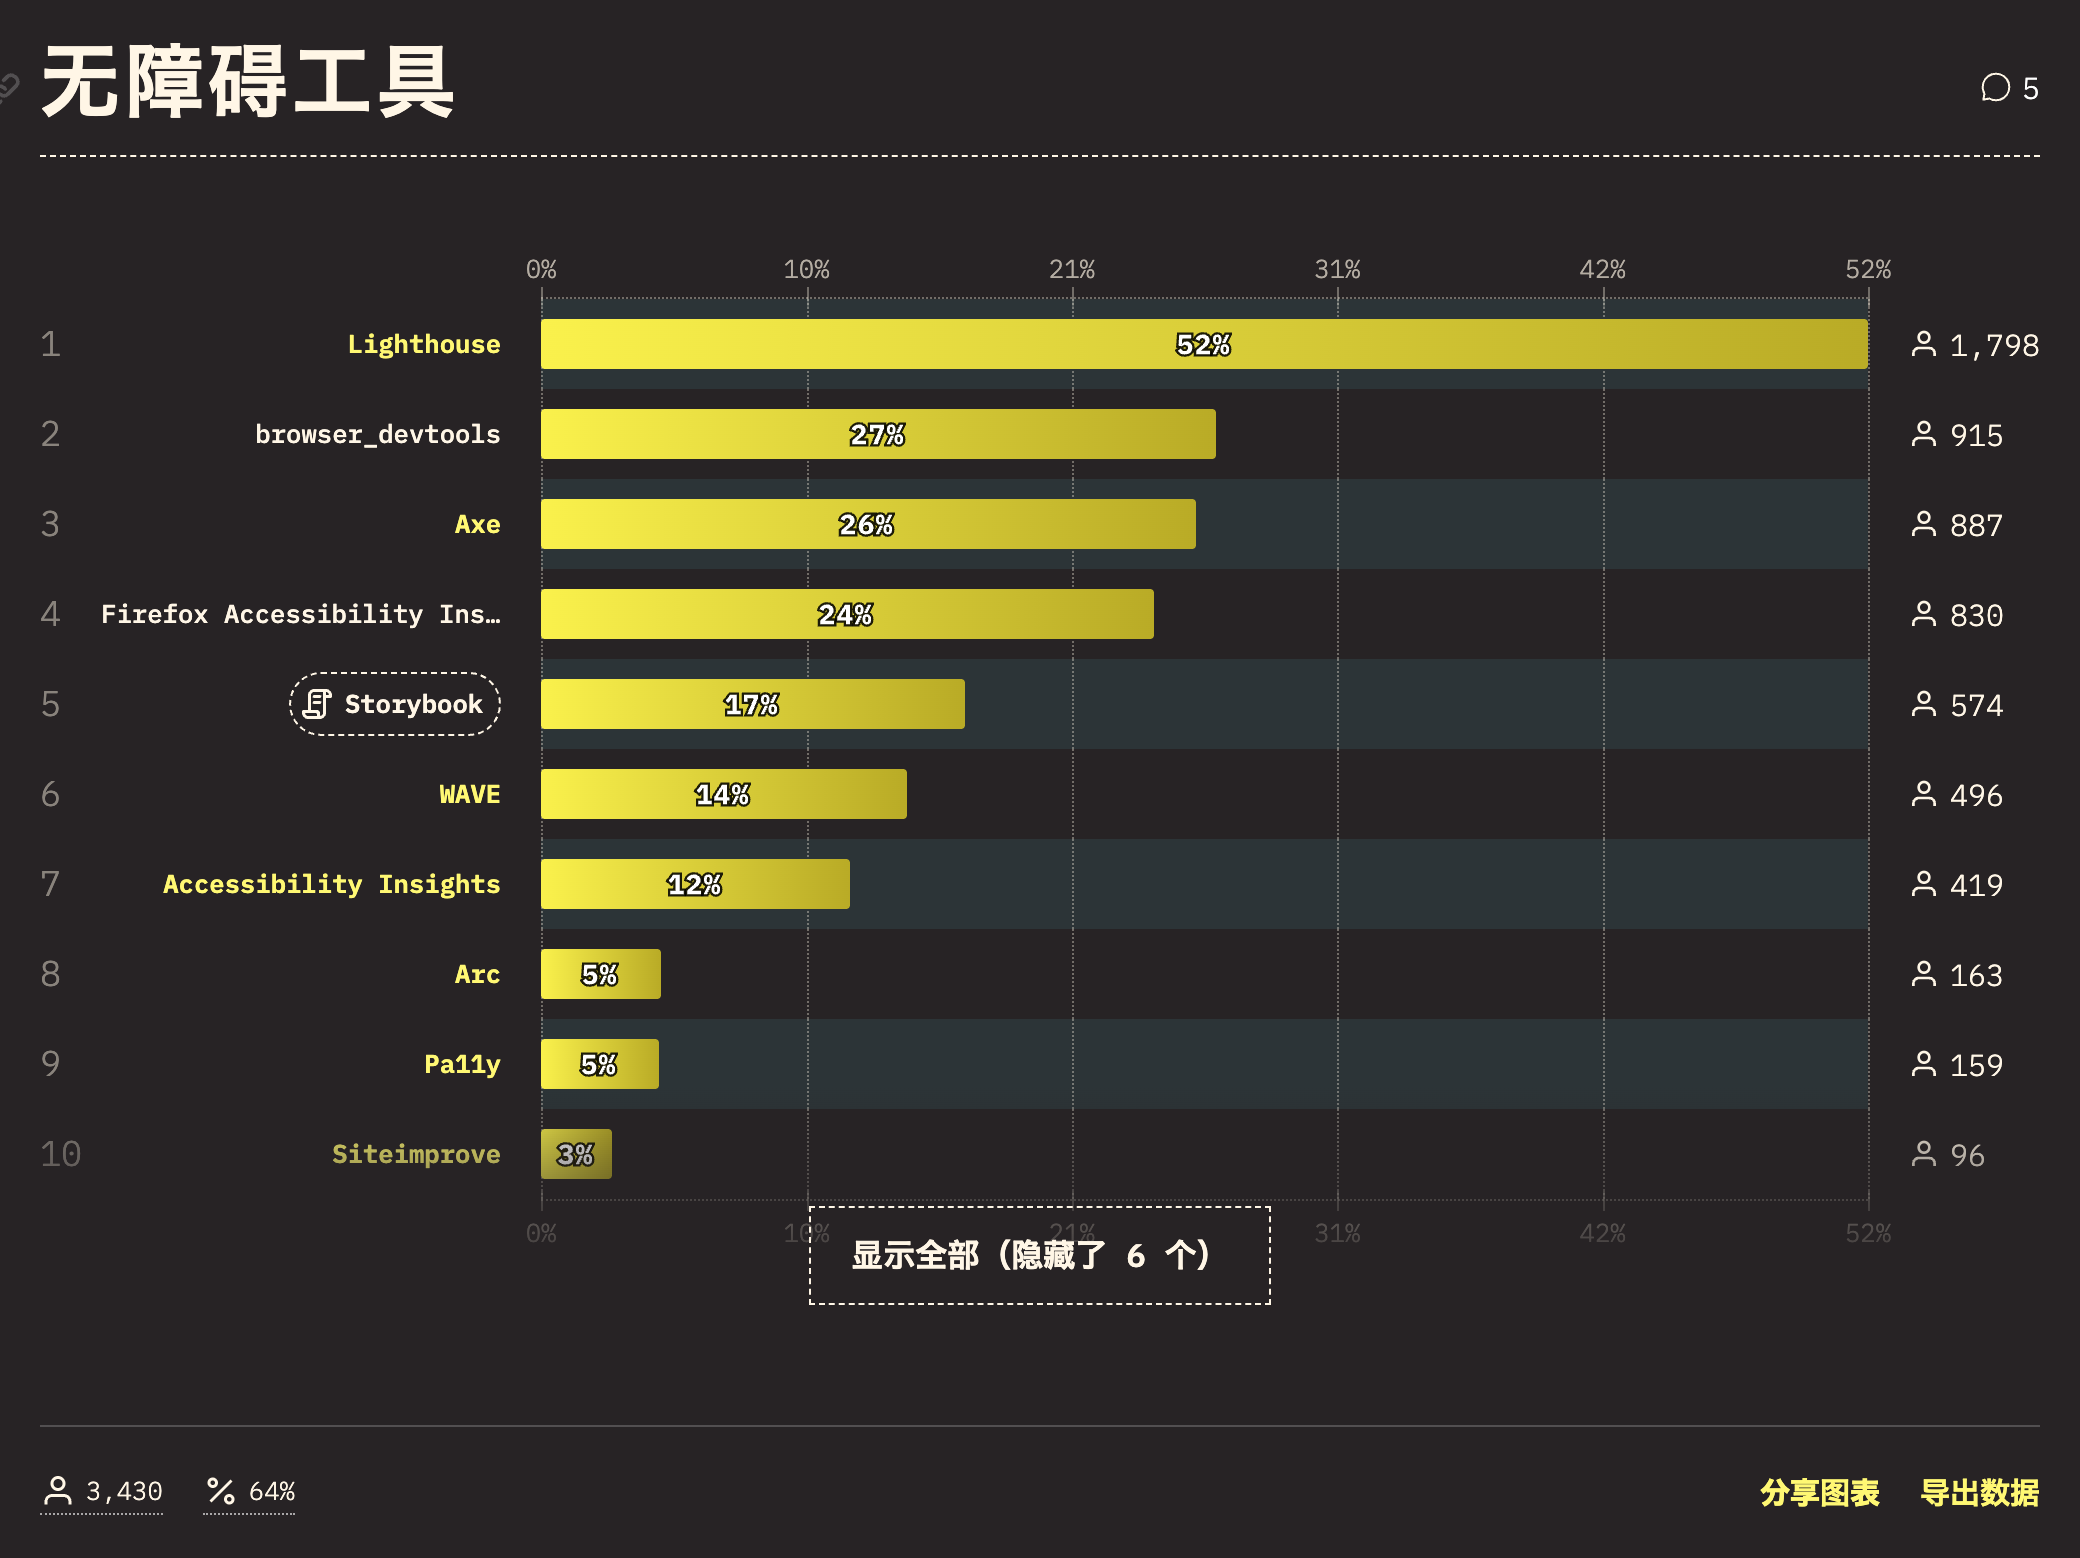 无障碍工具
5
0% 10% 21% 31% 42% 52%
1 Lighthouse 52% 1,798
2 browser_devtools 27% 915
3 Axe 26% 887
4 Firefox Accessibility Ins… 24% 830
5 Storybook 17% 574
6 WAVE 14% 496
7 Accessibility Insights 12% 419
8 Arc 5% 163
9 Pa11y 5% 159
10 Siteimprove 3% 96
0% 10% 21% 31% 42% 52%
显示全部（隐藏了 6 个）
3,430 64% 分享图表 导出数据